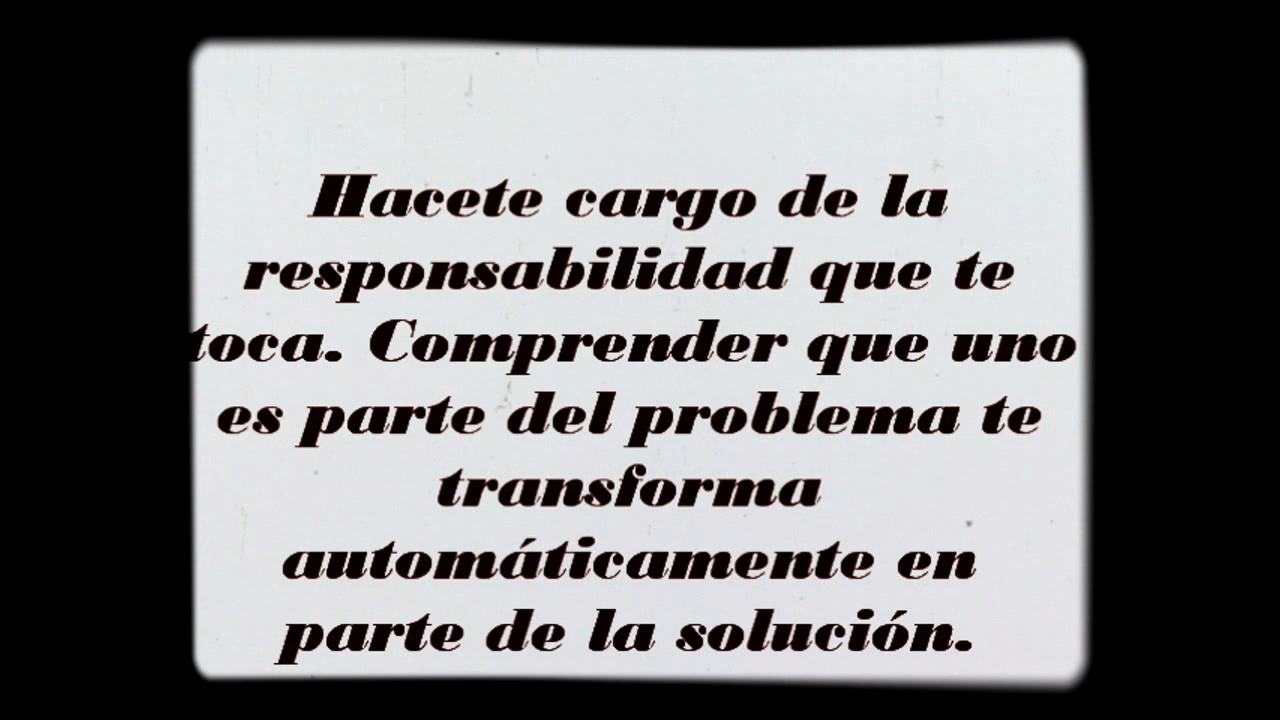 Hacete cargo de la
responsabilidad que te
toca. Comprender que uno
es parte del problema te
transforma
automáticamente en
parte de la solución.